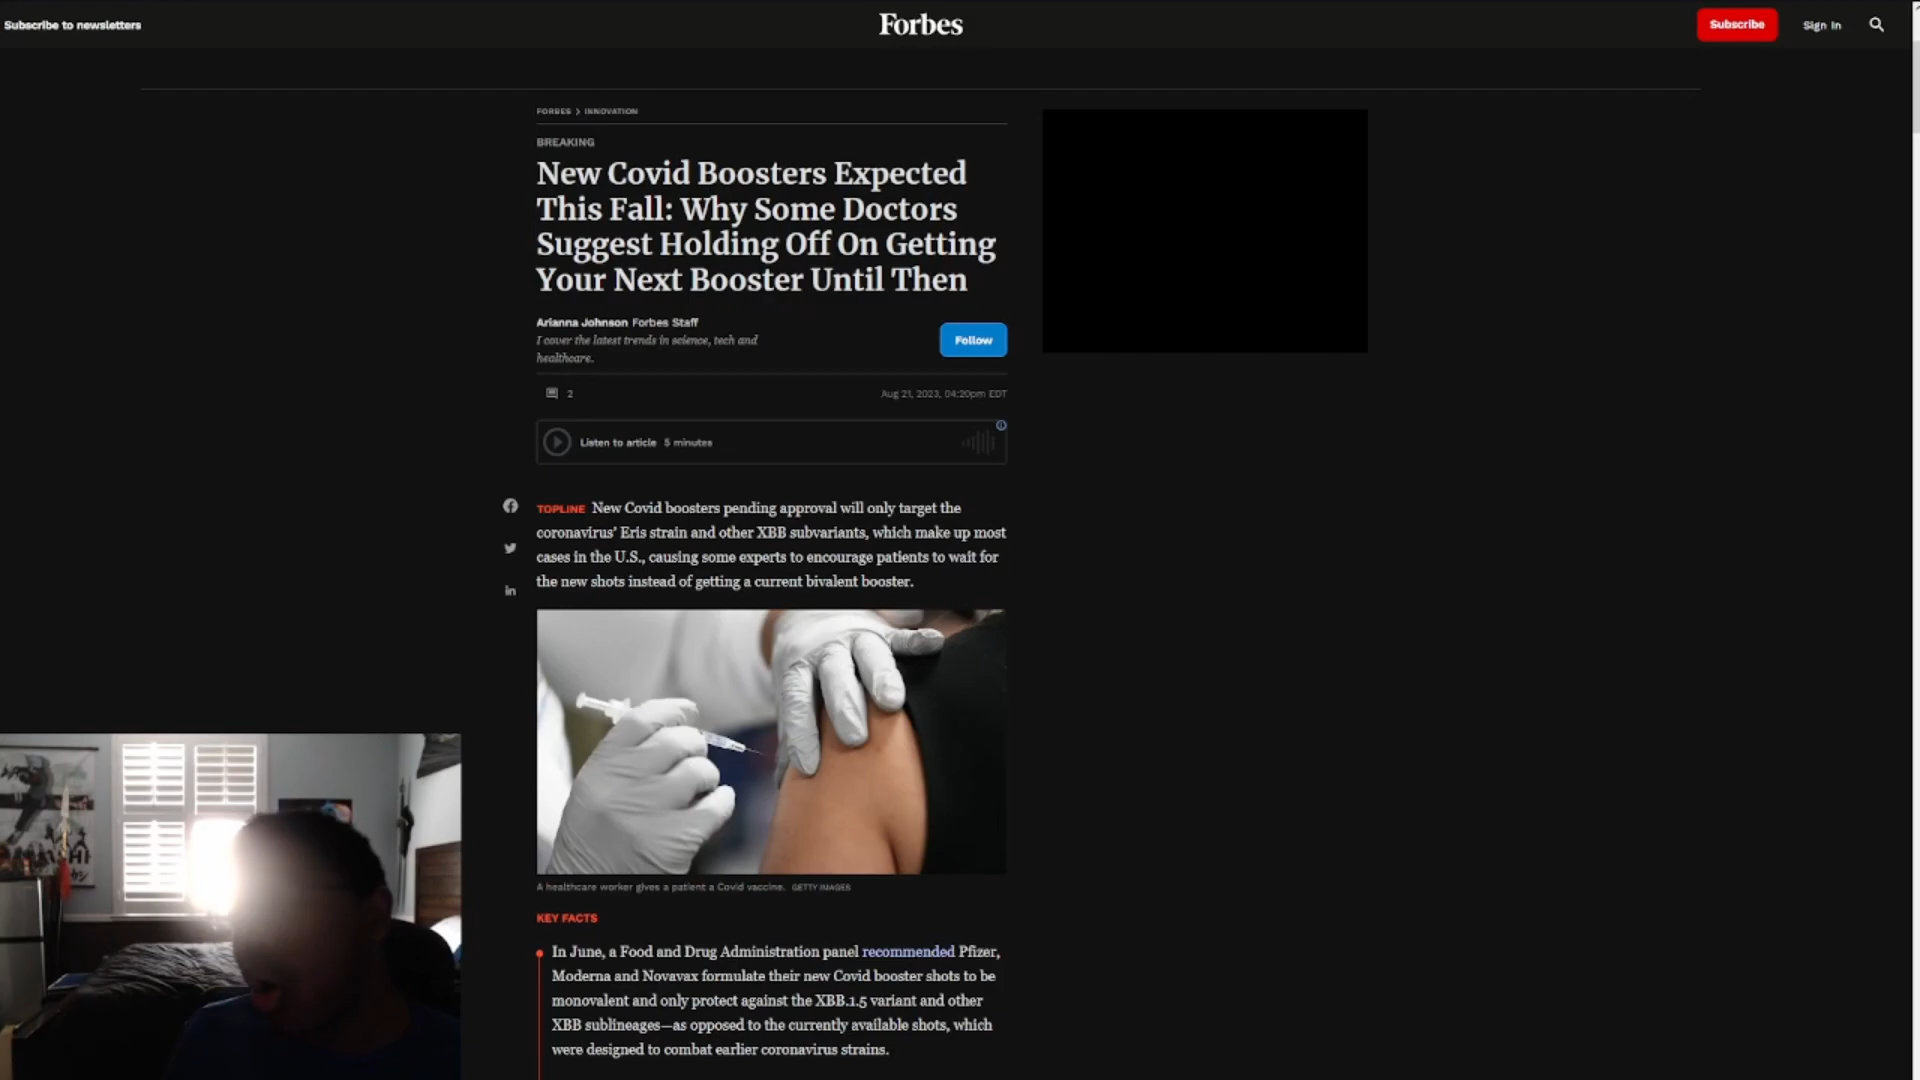 Subscribe to newsletters
Forbes
Subscribe
Sign In
FORBES > INNOVATION
BREAKING
New Covid Boosters Expected
This Fall: Why Some Doctors
Suggest Holding Off On Getting
Your Next Booster Until Then
Arianna Johnson Forbes Staff
I cover the latest trends in science, tech and
healthcare.
Follow
2
Aug 21, 2023, 04:20pm EDT
Listen to article 5 minutes
TOPLINE New Covid boosters pending approval will only target the
coronavirus' Eris strain and other XBB subvariants, which make up most
cases in the U.S., causing some experts to encourage patients to wait for
the new shots instead of getting a current bivalent booster.
A healthcare worker gives a patient a Covid vaccine. GETTY IMAGES
KEY FACTS
In June, a Food and Drug Administration panel recommended Pfizer,
Moderna and Novavax formulate their new Covid booster shots to be
monovalent and only protect against the XBB.1.5 variant and other
XBB sublineages—as opposed to the currently available shots, which
were designed to combat earlier coronavirus strains.